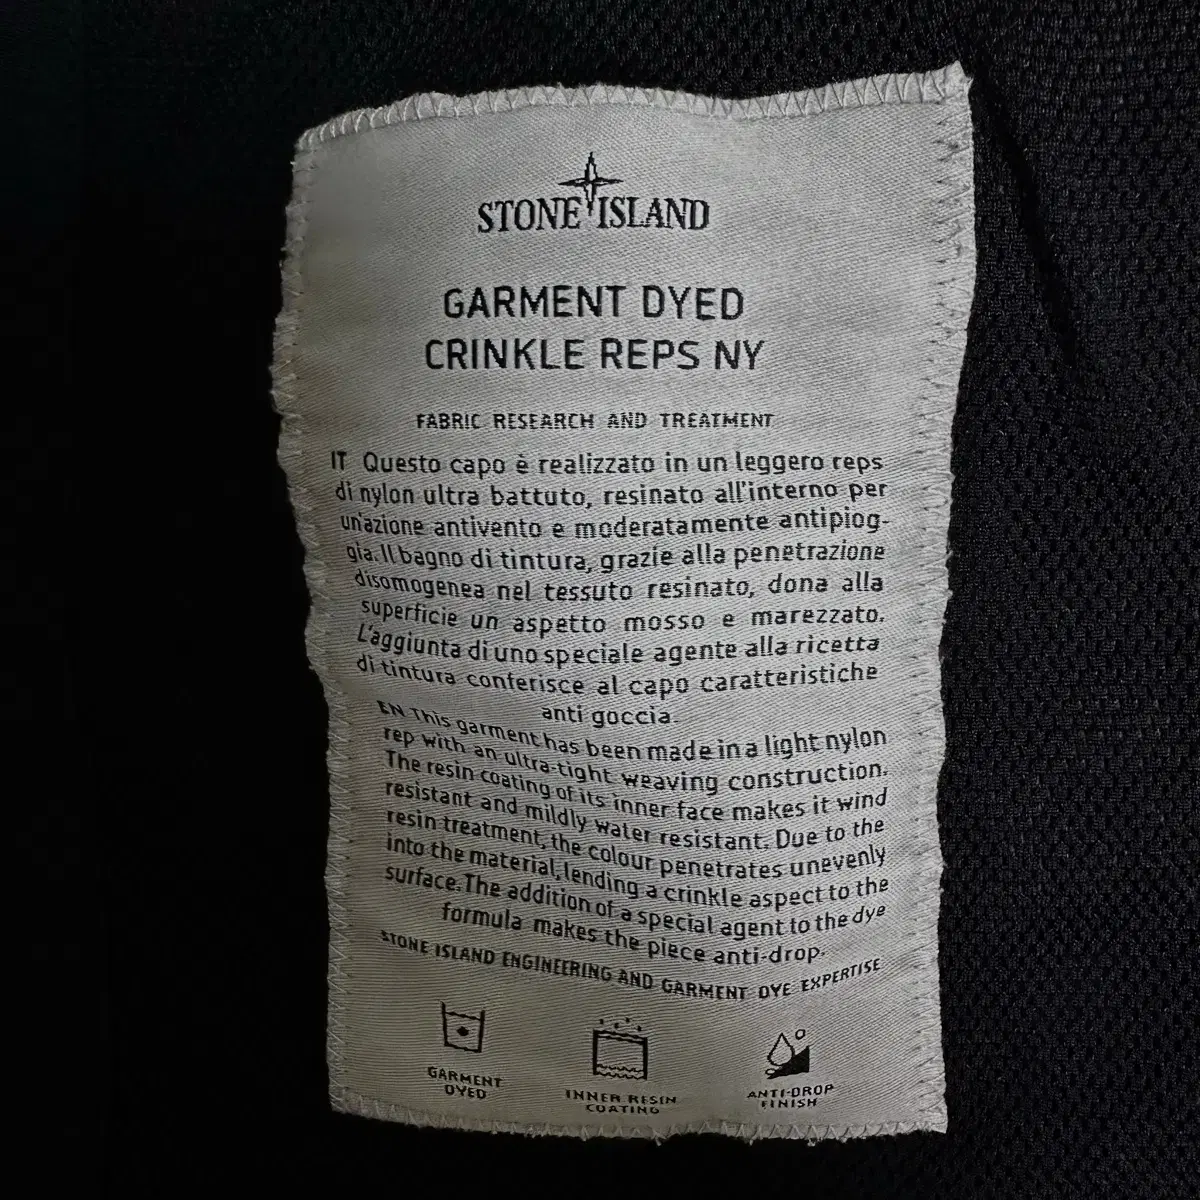 STONE ISLAND
GARMENT DYED
CRINKLE REPS NY
FABRIC RESEARCH AND TREATMENT
IT Questo capo è realizzato in un leggero reps
di nylon ultra battuto, resinato all'interno per
un'azione antivento e moderatamente antipiog-
gia. Il bagno di tintura, grazie alla penetrazione
disomogenea nel tessuto resinato, dona alla
superficie un aspetto mosso e marezzato.
L'aggiunta di uno speciale agente alla ricetta
di tintura conferisce al capo caratteristiche
anti goccia.
EN This garment has been made in a light nylon
rep with an ultra-tight weaving construction.
The resin coating of its inner face makes it wind
resistant and mildly water resistant. Due to the
resin treatment, the colour penetrates unevenly
into the material, lending a crinkle aspect to the
surface. The addition of a special agent to the dye
formula makes the piece anti-drop.
STONE ISLAND ENGINEERING AND GARMENT DYE EXPERTISE
GARMENT
DYED
INNER RESIN
COATING
ANTI-DROP
FINISH